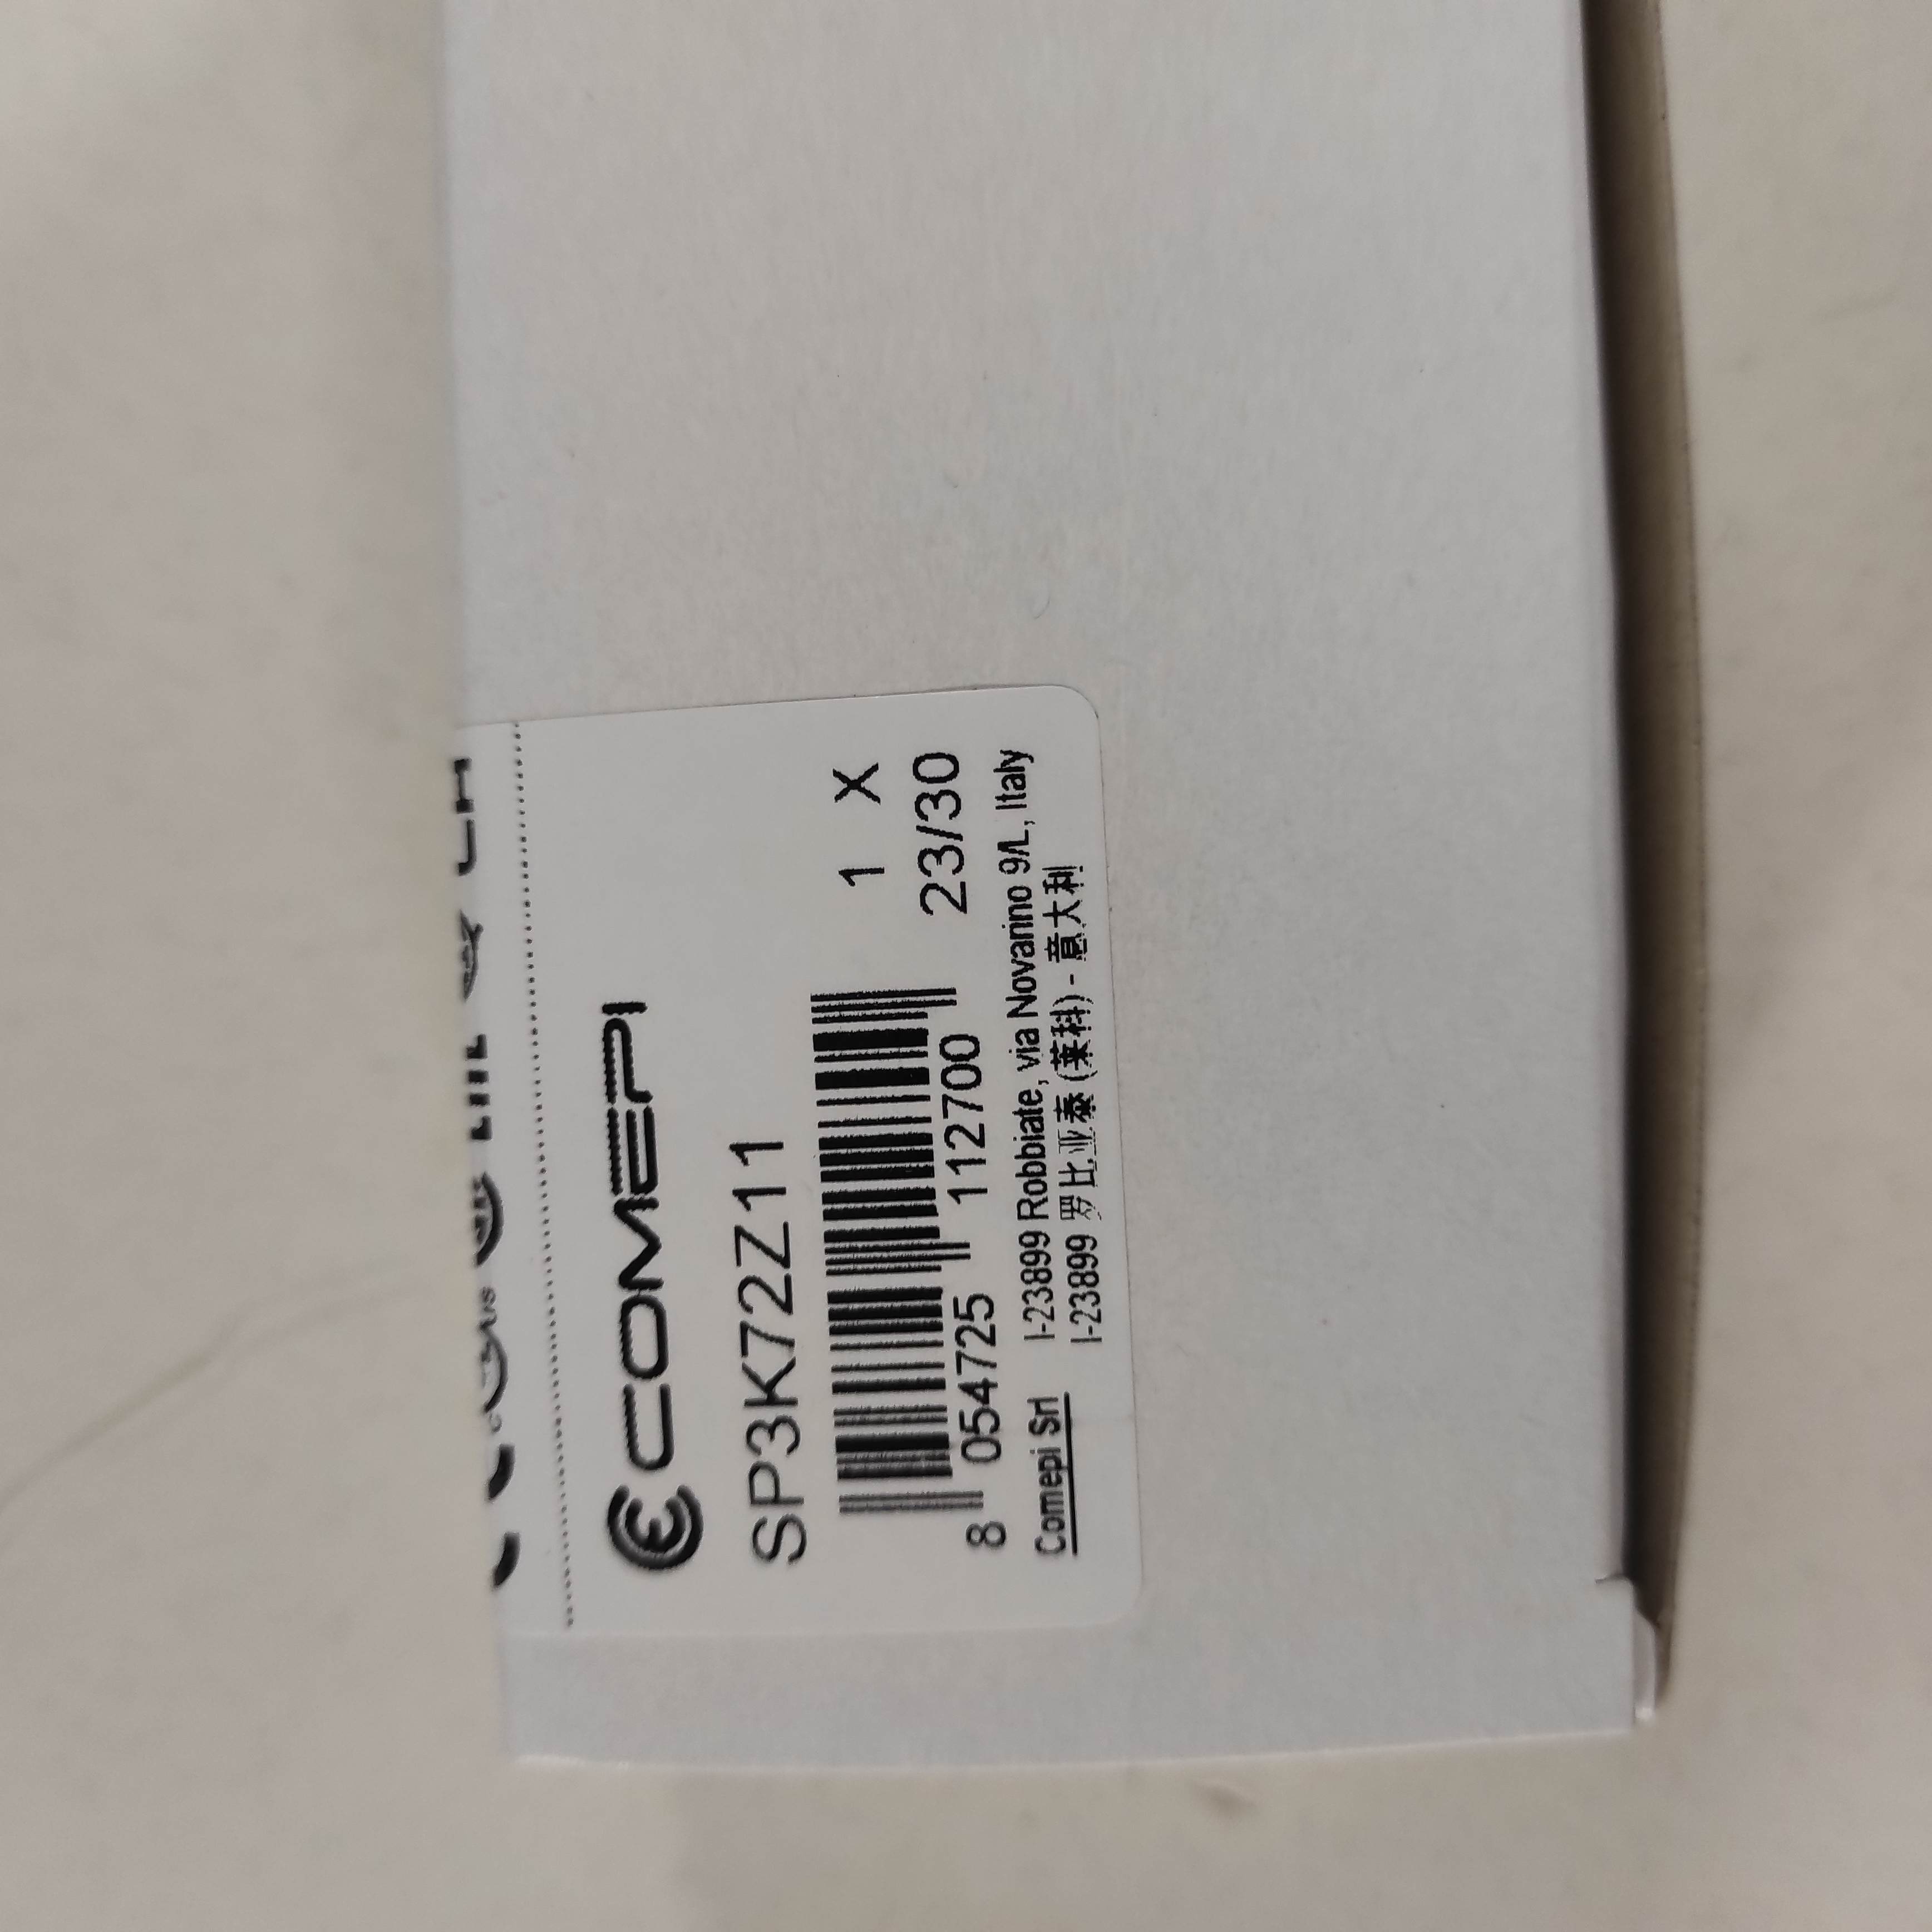 COMEPI
SP3K72Z11
1 X
8 054725 112700
23/30
Comepi Srl I-23899 Robbiate, via Novarino 9/L, Italy
I-23899 罗比亚泰 (莱科) - 意大利